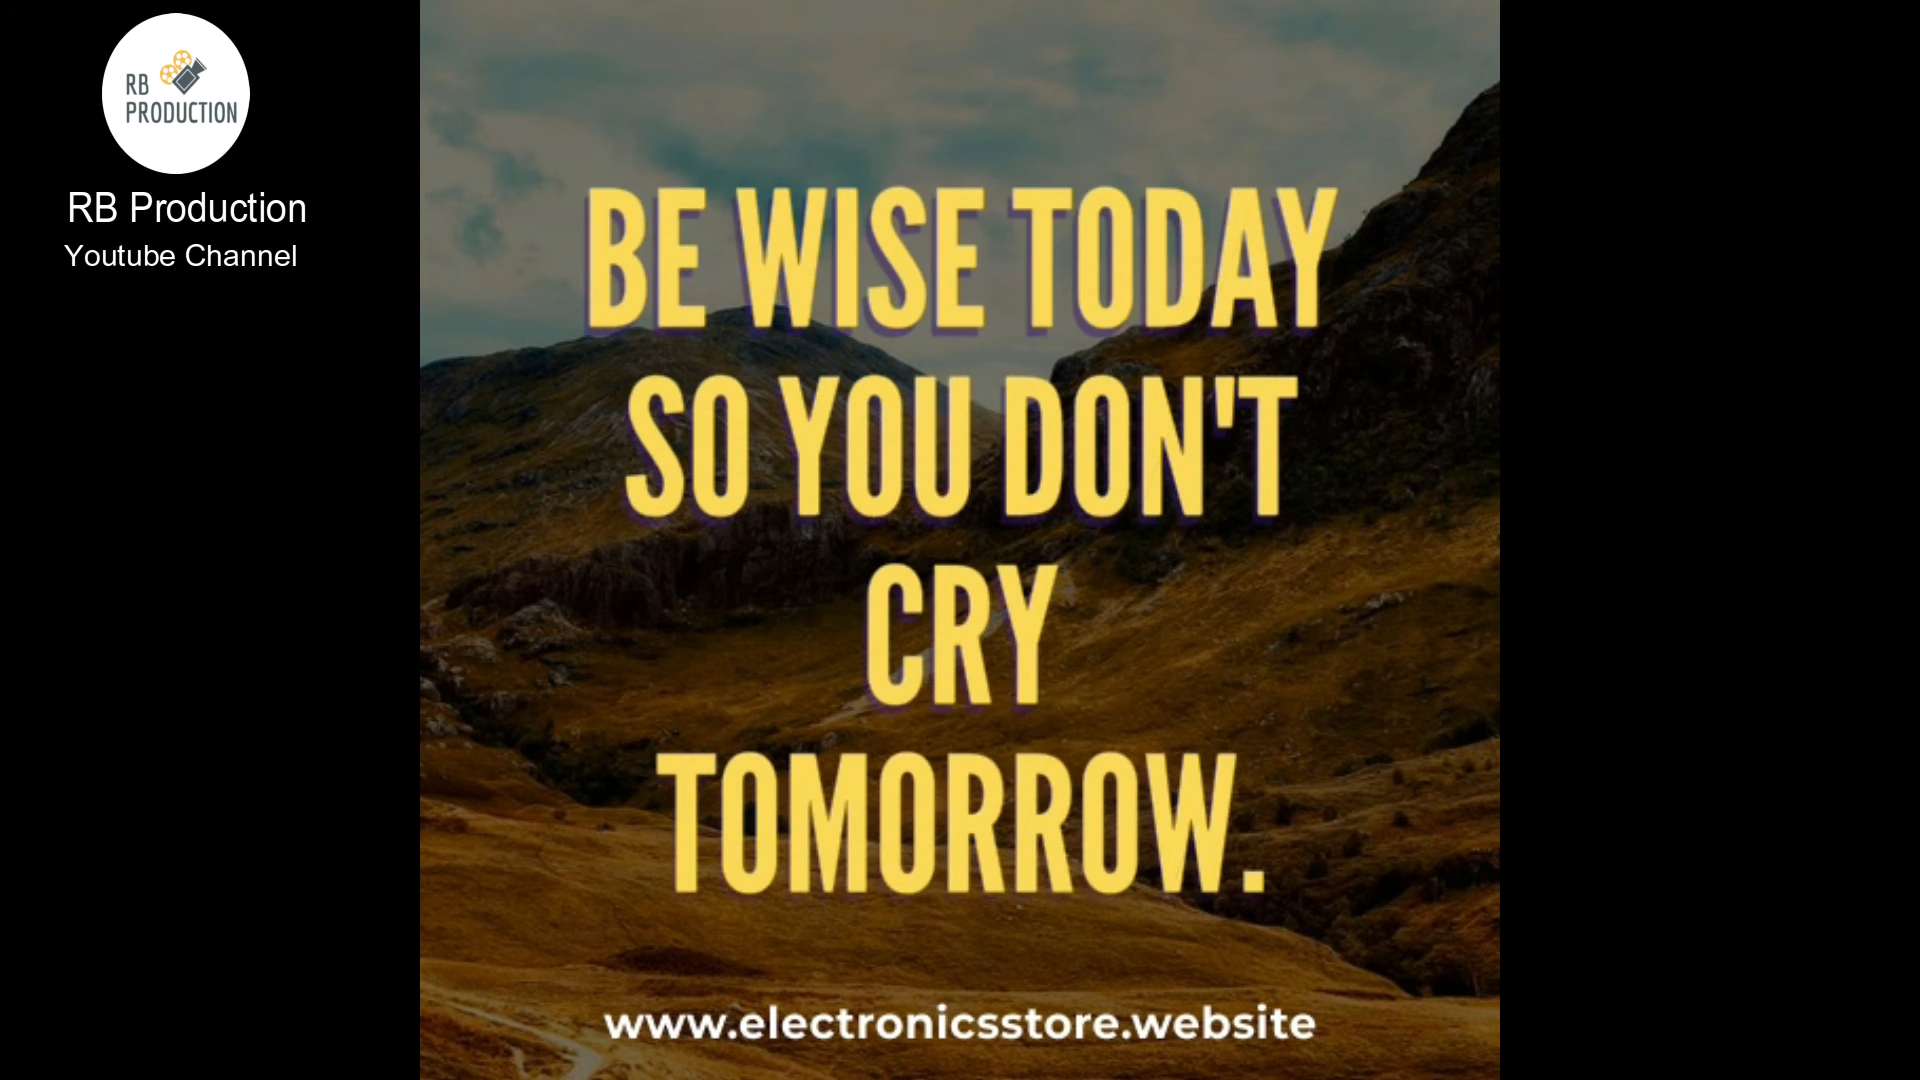 RB
PRODUCTION
RB Production
Youtube Channel
BE WISE TODAY
SO YOU DON'T
CRY
TOMORROW.
www.electronicsstore.website